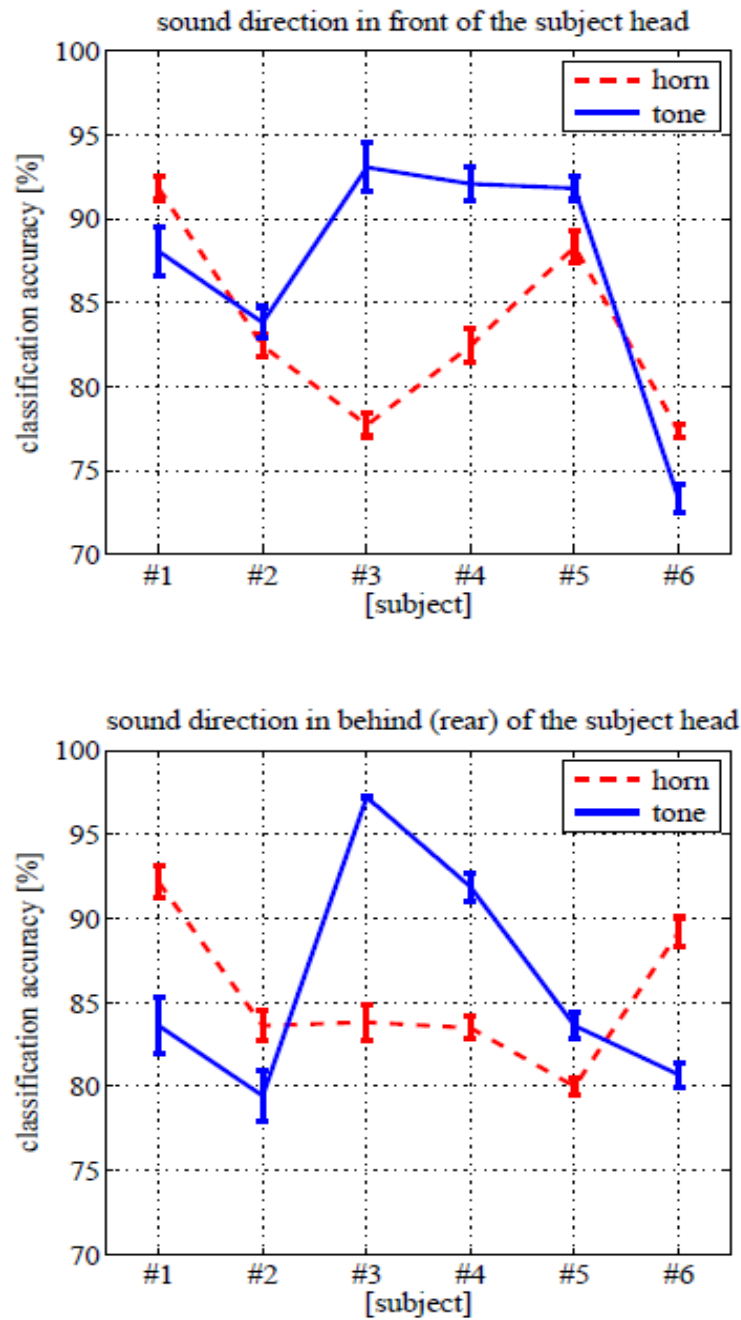 sound direction in front of the subject head
100
95
90
85
80
75
70
classification accuracy [%]
horn
tone
#1 #2 #3 #4 #5 #6
[subject]
sound direction in behind (rear) of the subject head
100
95
90
85
80
75
70
classification accuracy [%]
horn
tone
#1 #2 #3 #4 #5 #6
[subject]